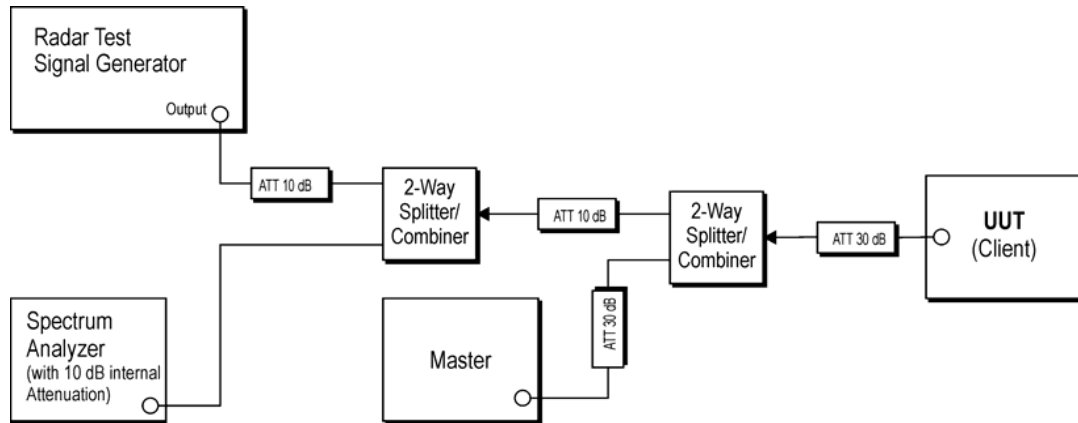 Radar Test
Signal Generator
Output
ATT 10 dB
2-Way
Splitter/
Combiner
ATT 10 dB
2-Way
Splitter/
Combiner
ATT 30 dB
UUT
(Client)
Spectrum
Analyzer
(with 10 dB internal
Attenuation)
Master
ATT 30 dB